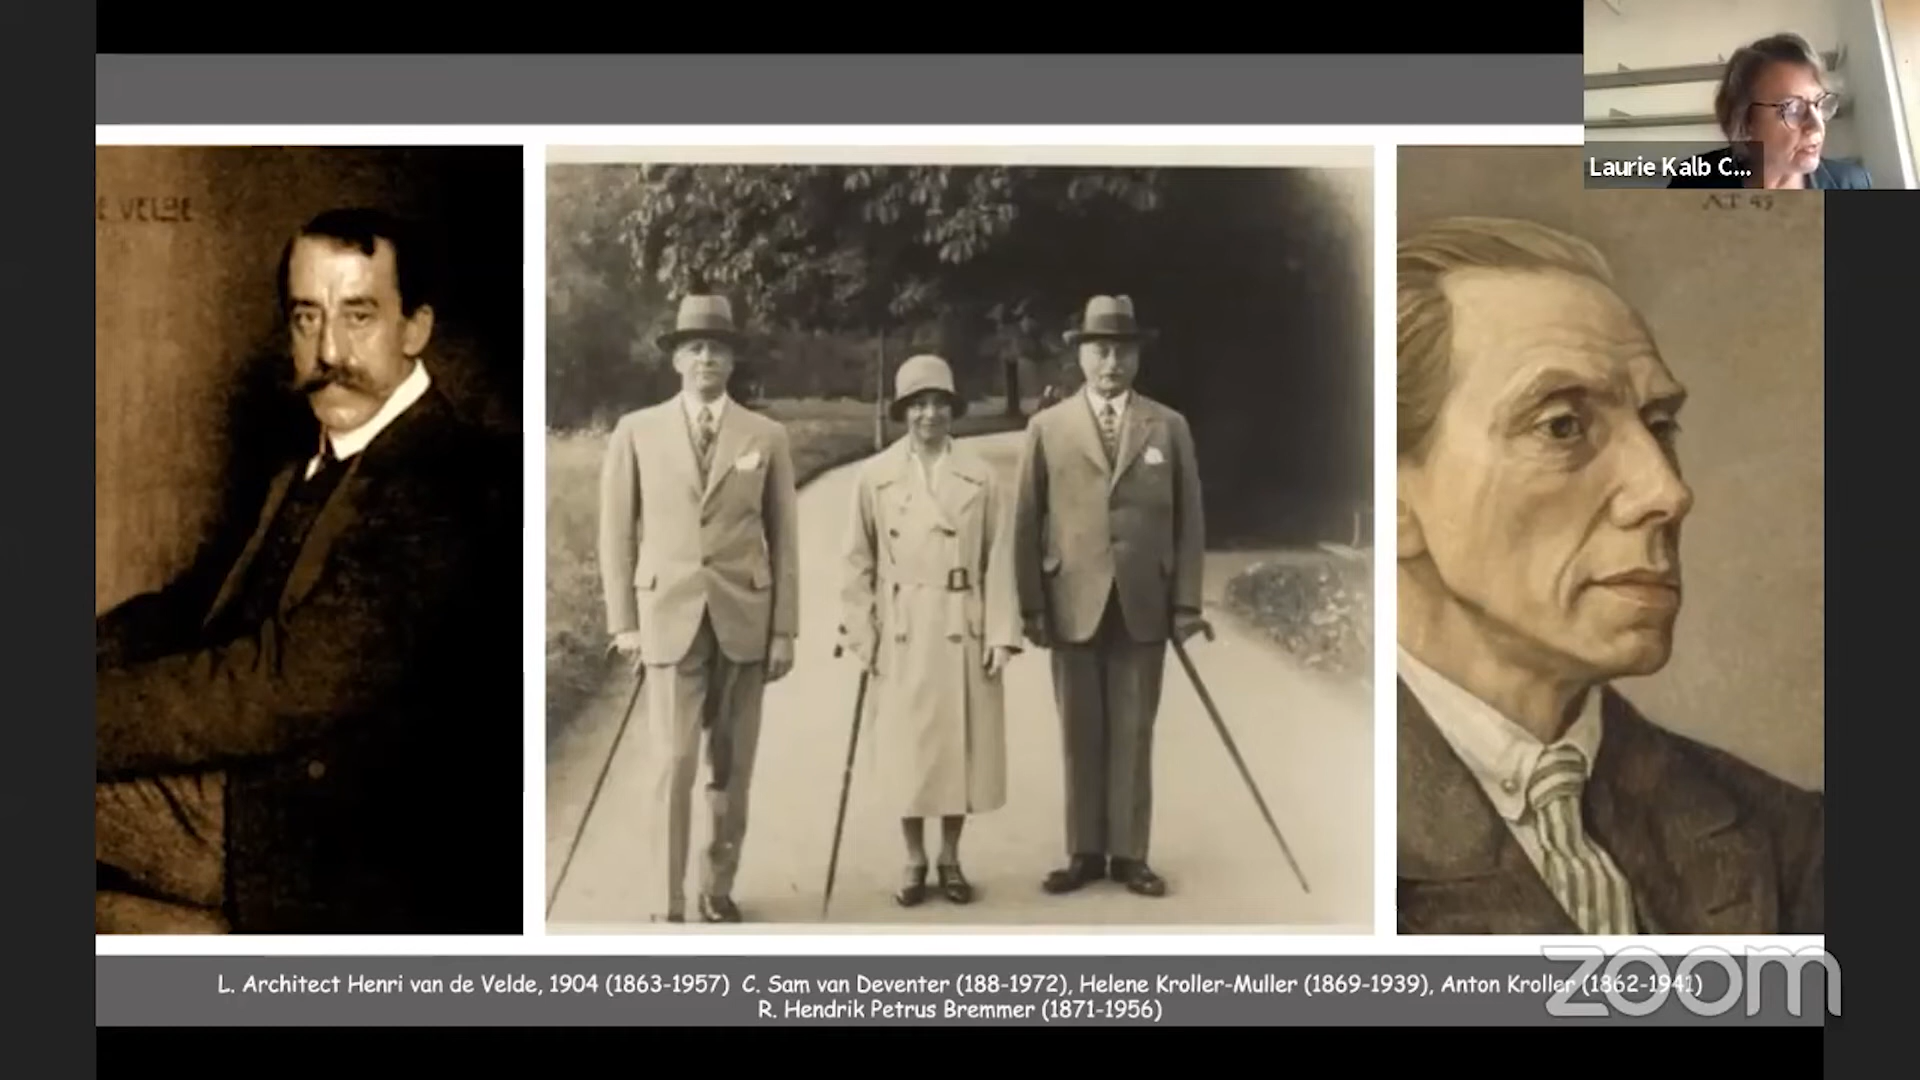 Laurie Kalb C...
E VELDE
AT 43
L. Architect Henri van de Velde, 1904 (1863-1957) C. Sam van Deventer (188-1972), Helene Kroller-Muller (1869-1939), Anton Kroller (1862-1941)
R. Hendrik Petrus Bremmer (1871-1956)
zoom